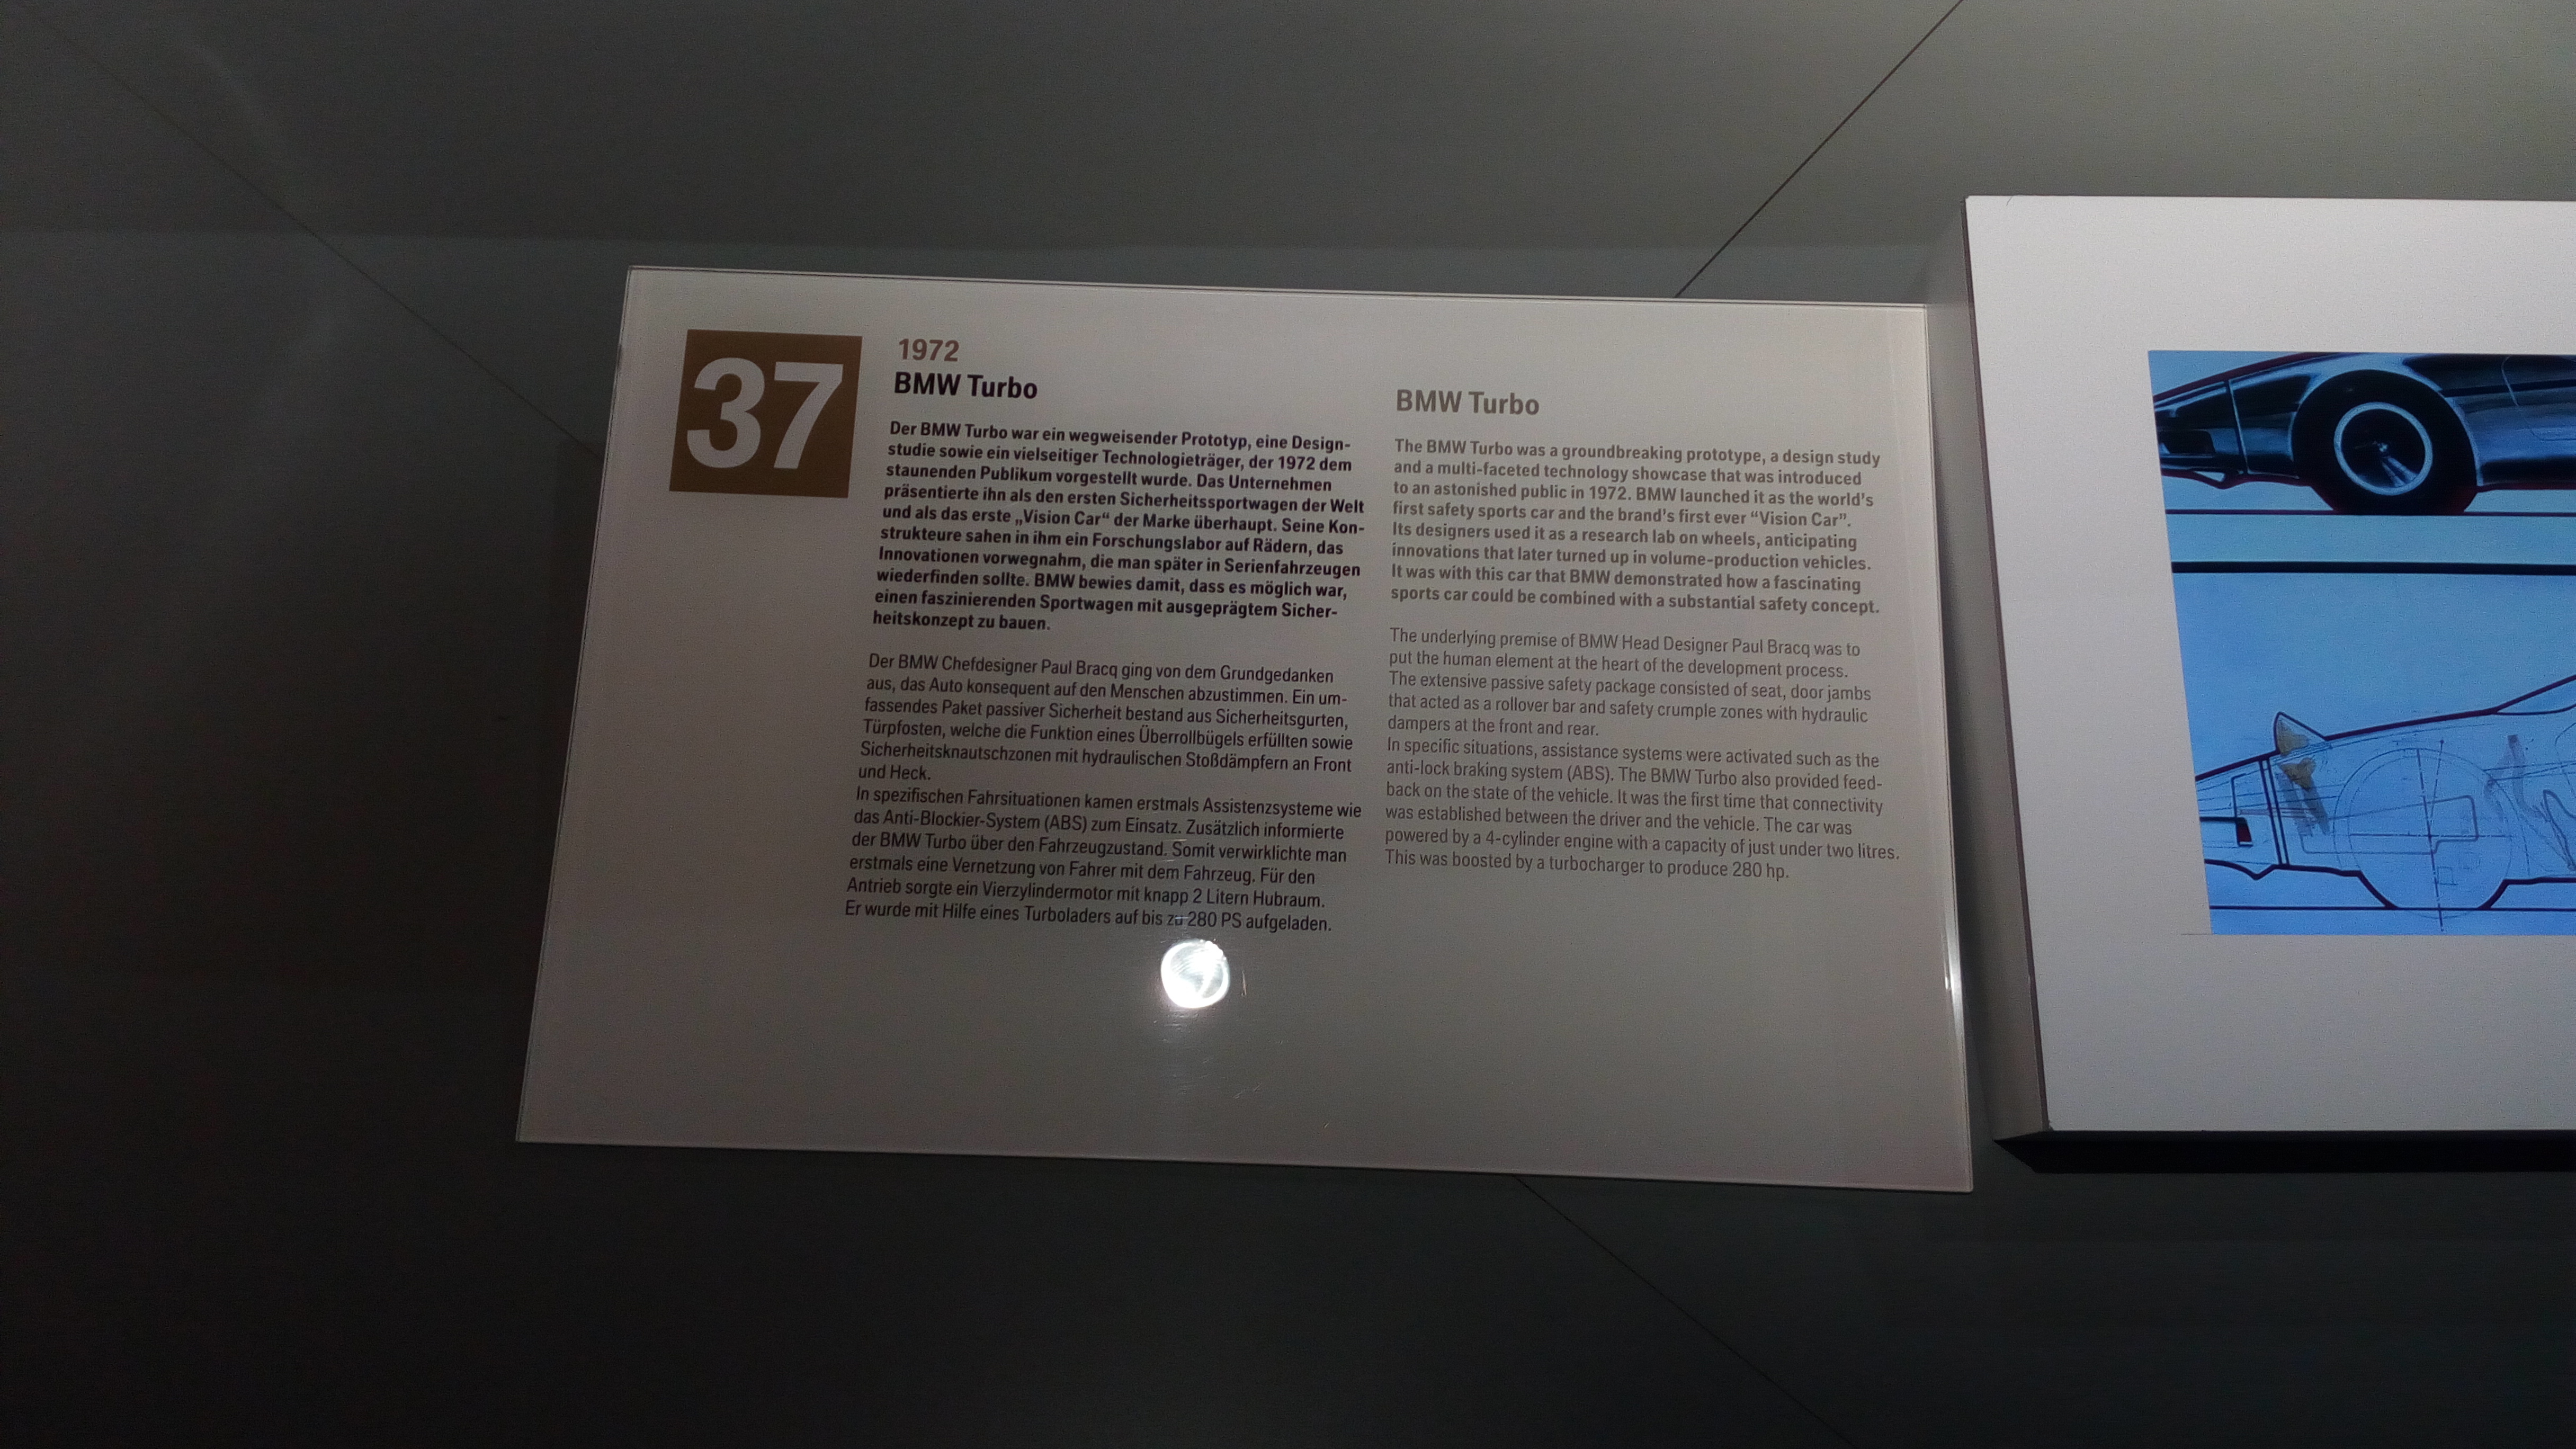 37
1972
BMW Turbo
Der BMW Turbo war ein wegweisender Prototyp, eine Design-
studie sowie ein vielseitiger Technologieträger, der 1972 dem
staunenden Publikum vorgestellt wurde. Das Unternehmen
präsentierte ihn als den ersten Sicherheitssportwagen der Welt
und als das erste „Vision Car“ der Marke überhaupt. Seine Kon-
strukteure sahen in ihm ein Forschungslabor auf Rädern, das
Innovationen vorwegnahm, die man später in Serienfahrzeugen
wiederfinden sollte. BMW bewies damit, dass es möglich war,
einen faszinierenden Sportwagen mit ausgeprägtem Sicher-
heitskonzept zu bauen.
Der BMW Chefdesigner Paul Bracq ging von dem Grundgedanken
aus, das Auto konsequent auf den Menschen abzustimmen. Ein um-
fassendes Paket passiver Sicherheit bestand aus Sicherheitsgurten,
Türpfosten, welche die Funktion eines Überrollbügels erfüllten sowie
Sicherheitsknautschzonen mit hydraulischen Stoßdämpfern an Front
und Heck.
In spezifischen Fahrsituationen kamen erstmals Assistenzsysteme wie
das Anti-Blockier-System (ABS) zum Einsatz. Zusätzlich informierte
der BMW Turbo über den Fahrzeugzustand. Somit verwirklichte man
erstmals eine Vernetzung von Fahrer mit dem Fahrzeug. Für den
Antrieb sorgte ein Vierzylindermotor mit knapp 2 Litern Hubraum.
Er wurde mit Hilfe eines Turboladers auf bis zu 280 PS aufgeladen.
BMW Turbo
The BMW Turbo was a groundbreaking prototype, a design study
and a multi-faceted technology showcase that was introduced
to an astonished public in 1972. BMW launched it as the world's
first safety sports car and the brand's first ever “Vision Car”.
Its designers used it as a research lab on wheels, anticipating
innovations that later turned up in volume-production vehicles.
It was with this car that BMW demonstrated how a fascinating
sports car could be combined with a substantial safety concept.
The underlying premise of BMW Head Designer Paul Bracq was to
put the human element at the heart of the development process.
The extensive passive safety package consisted of seat, door jambs
that acted as a rollover bar and safety crumple zones with hydraulic
dampers at the front and rear.
In specific situations, assistance systems were activated such as the
anti-lock braking system (ABS). The BMW Turbo also provided feed-
back on the state of the vehicle. It was the first time that connectivity
was established between the driver and the vehicle. The car was
powered by a 4-cylinder engine with a capacity of just under two litres.
This was boosted by a turbocharger to produce 280 hp.